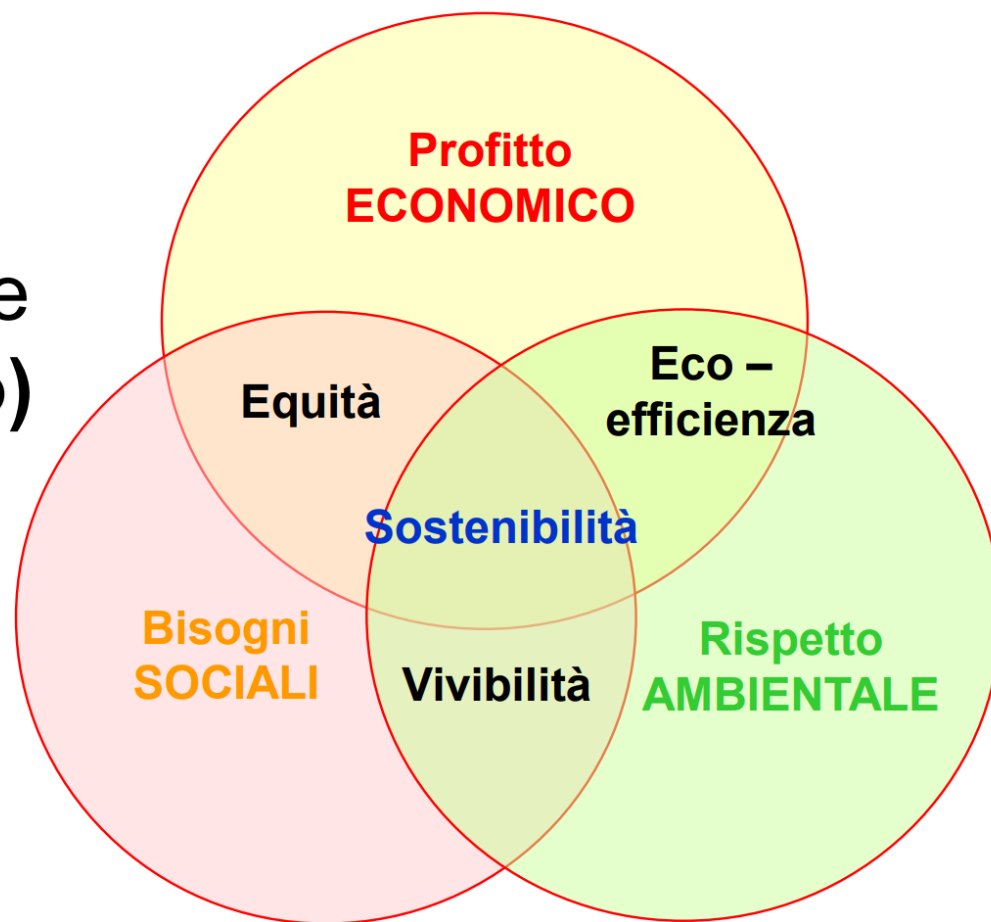 Profitto
ECONOMICO
e
)
Equità
Eco –
efficienza
Sostenibilità
Bisogni
SOCIALI
Vivibilità
Rispetto
AMBIENTALE